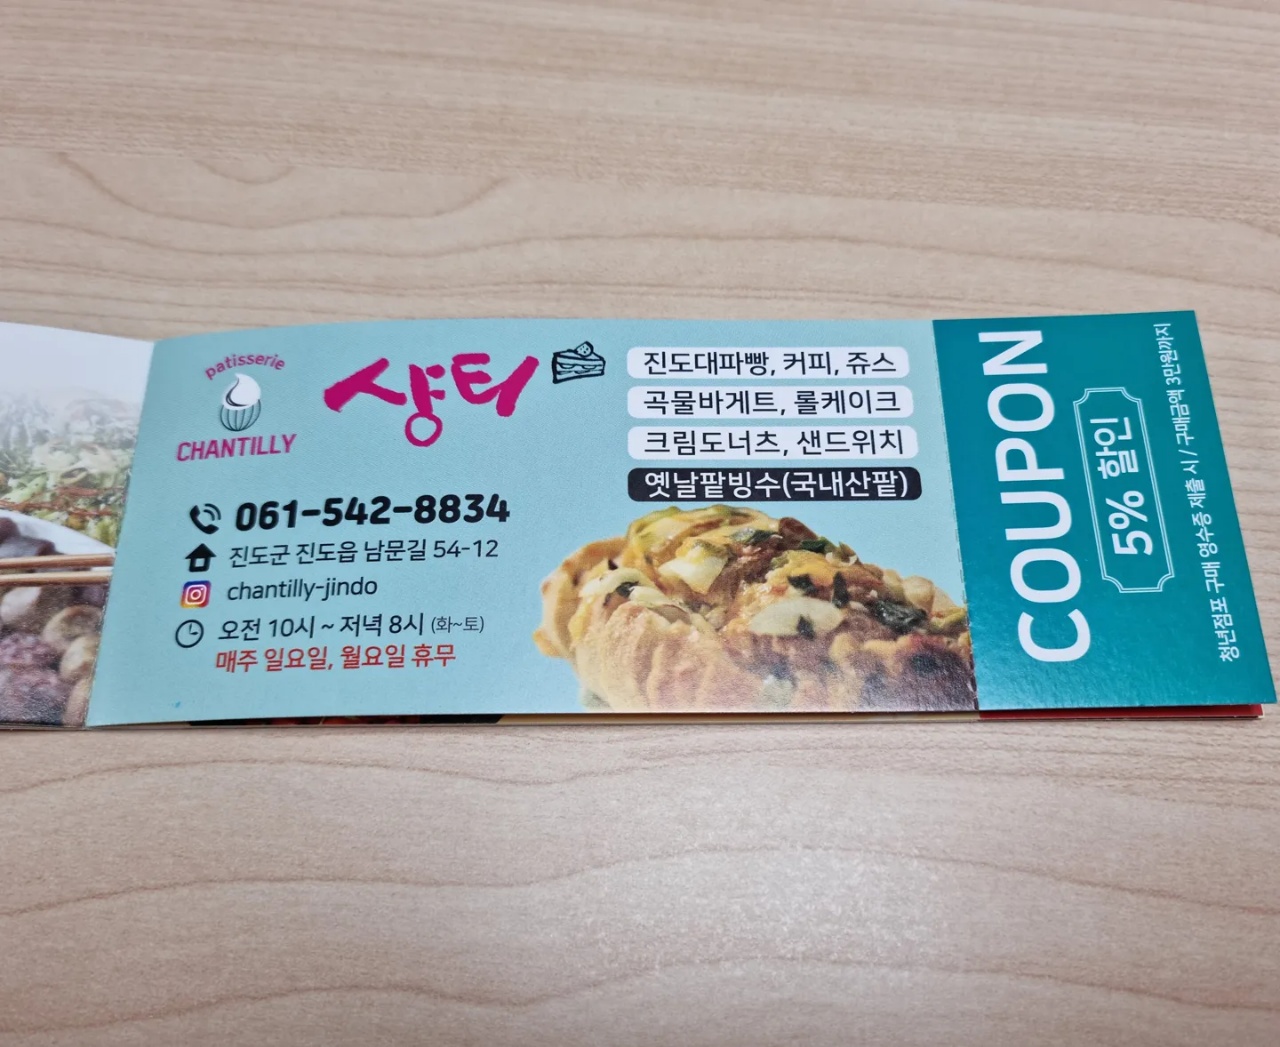 patisserie
CHANTILLY
샹티
061-542-8834
진도군 진도읍 남문길 54-12
chantilly-jindo
오전 10시 ~ 저녁 8시 (화~토)
매주 일요일, 월요일 휴무
진도대파빵, 커피, 쥬스
곡물바게트, 롤케이크
크림도너츠, 샌드위치
옛날팥빙수(국내산팥)
COUPON
5% 할인
청년점포 구매 영수증 제출 시 / 구매금액 3만원까지